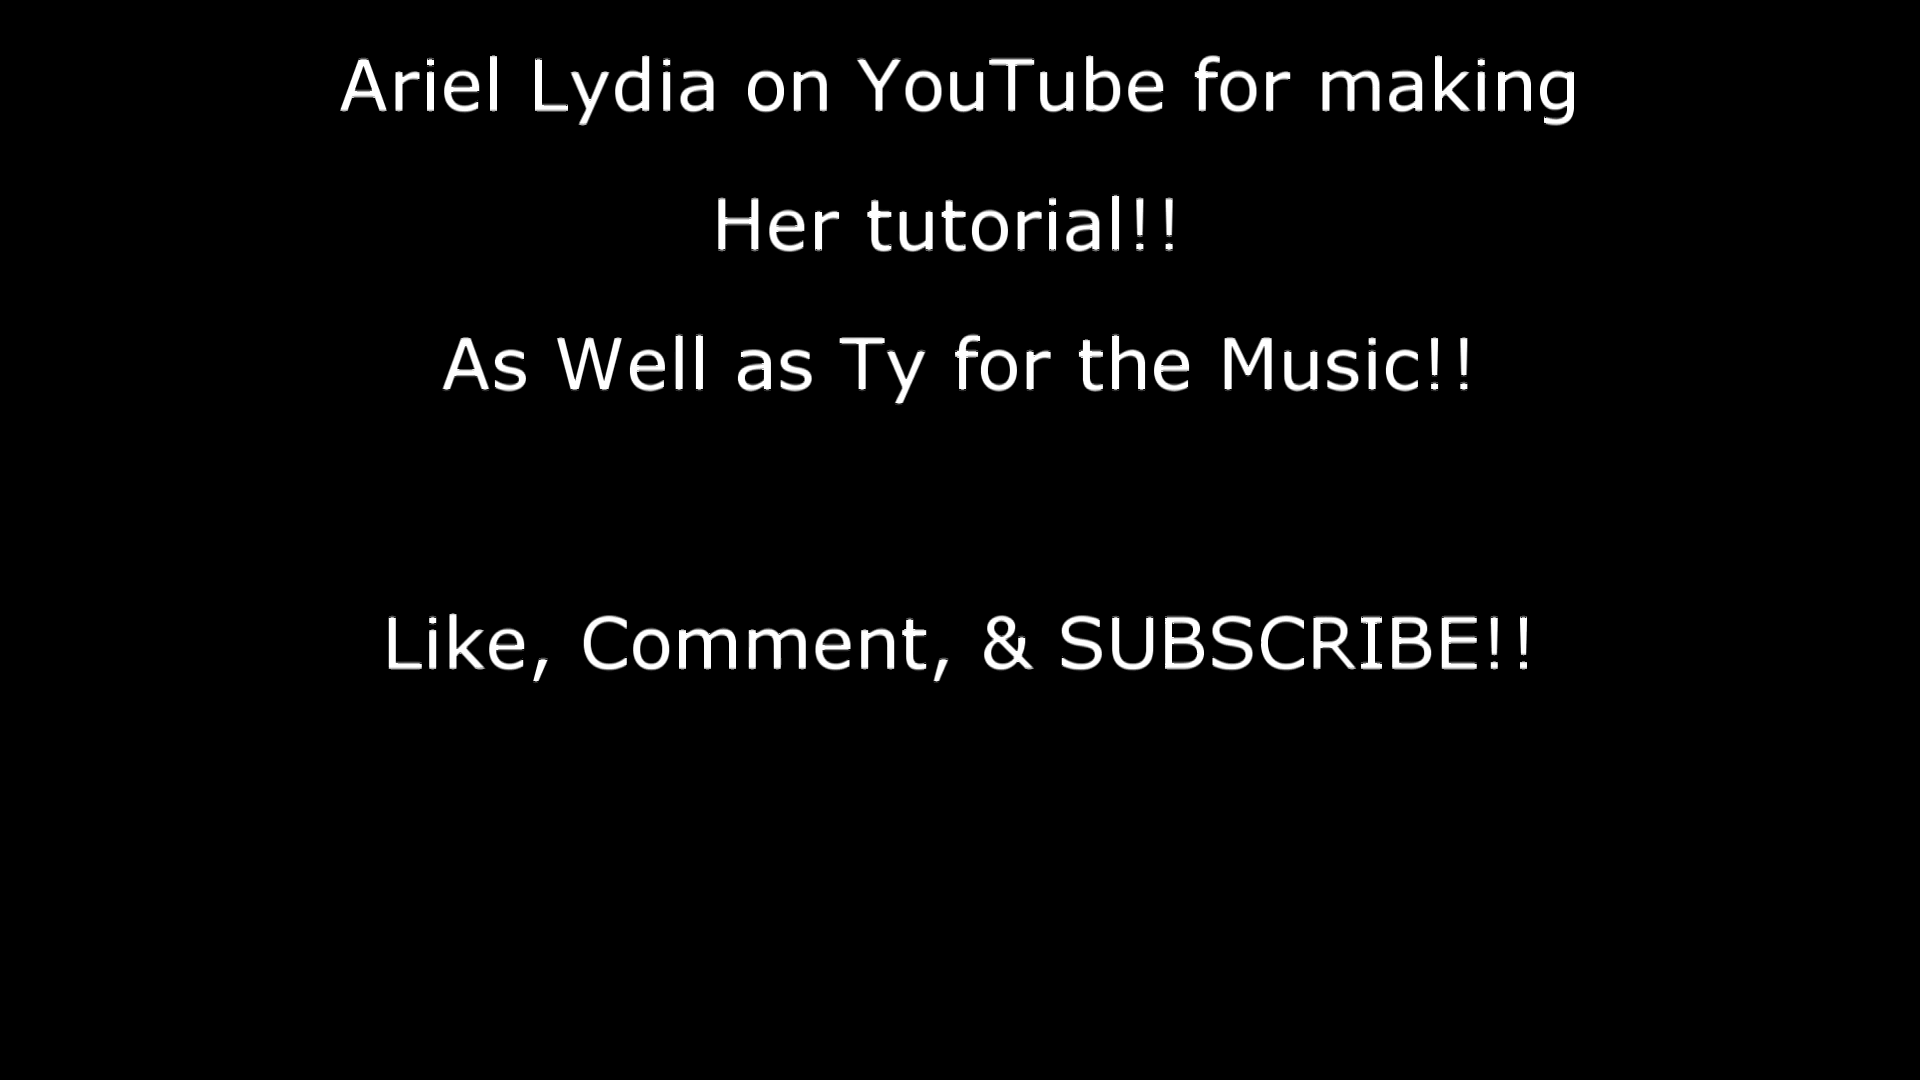 Ariel Lydia on YouTube for making
Her tutorial!!
As Well as Ty for the Music!!
Like, Comment, & SUBSCRIBE!!